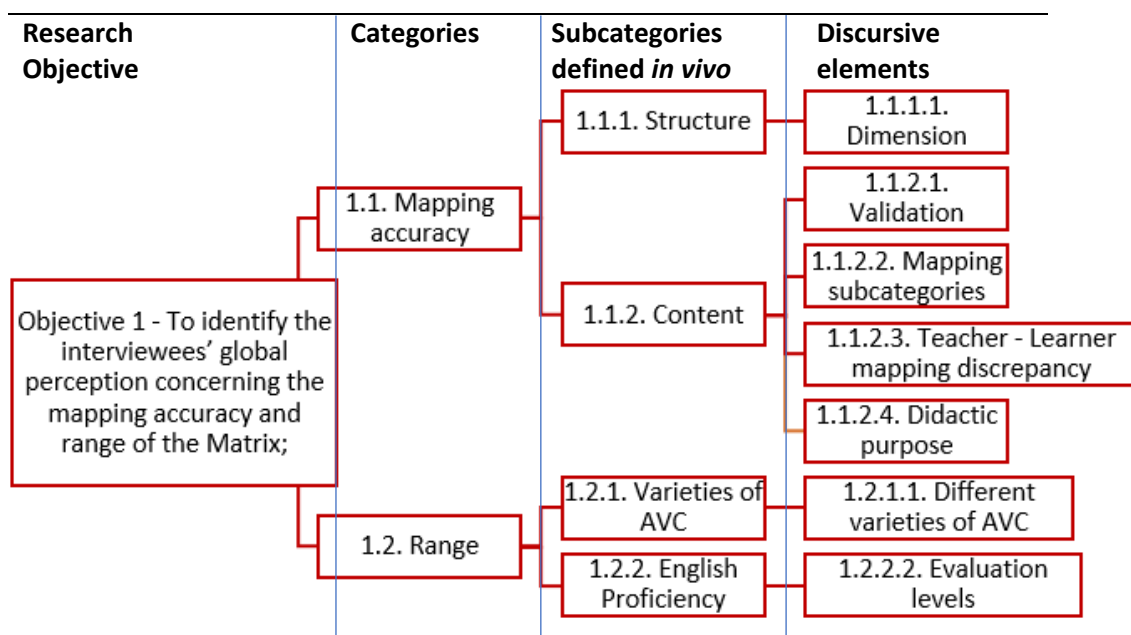 Research
Objective
Categories
Subcategories
defined in vivo
Discursive
elements
Objective 1 - To identify the
interviewees’ global
perception concerning the
mapping accuracy and
range of the Matrix;
1.1. Mapping
accuracy
1.2. Range
1.1.1. Structure
1.1.2. Content
1.2.1. Varieties of
AVC
1.2.2. English
Proficiency
1.1.1.1.
Dimension
1.1.2.1.
Validation
1.1.2.2. Mapping
subcategories
1.1.2.3. Teacher - Learner
mapping discrepancy
1.1.2.4. Didactic
purpose
1.2.1.1. Different
varieties of AVC
1.2.2.2. Evaluation
levels